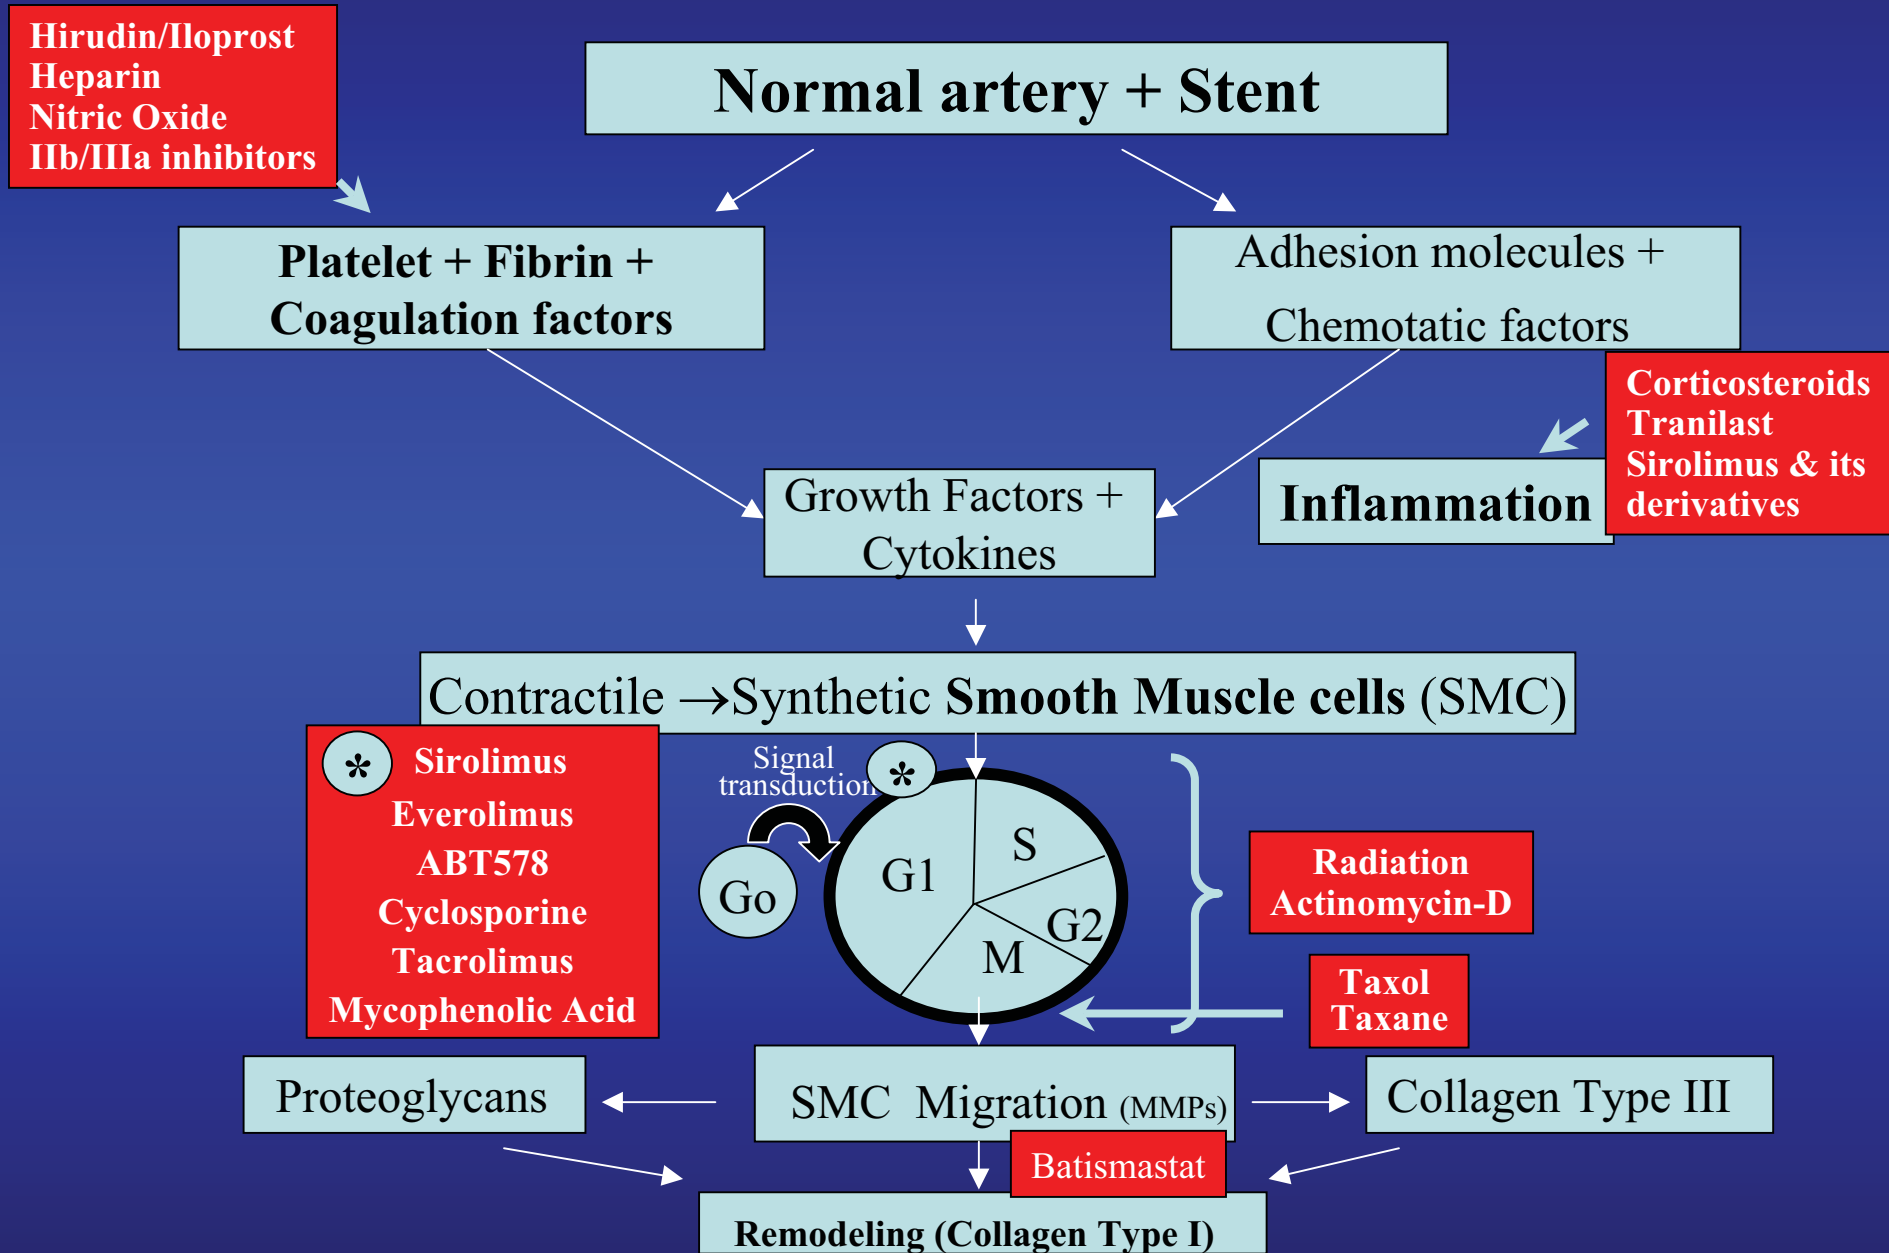 Hirudin/Iloprost
Heparin
Nitric Oxide
IIb/IIIa inhibitors
Normal artery + Stent
Platelet + Fibrin +
Coagulation factors
Adhesion molecules +
Chemotatic factors
Corticosteroids
Tranilast
Sirolimus & its
derivatives
Inflammation
Growth Factors +
Cytokines
Contractile →Synthetic Smooth Muscle cells (SMC)
* Sirolimus
Everolimus
ABT578
Cyclosporine
Tacrolimus
Mycophenolic Acid
Signal
transduction
*
Go
G1
S
G2
M
Radiation
Actinomycin-D
Taxol
Taxane
Proteoglycans
SMC Migration (MMPs)
Collagen Type III
Batismastat
Remodeling (Collagen Type I)